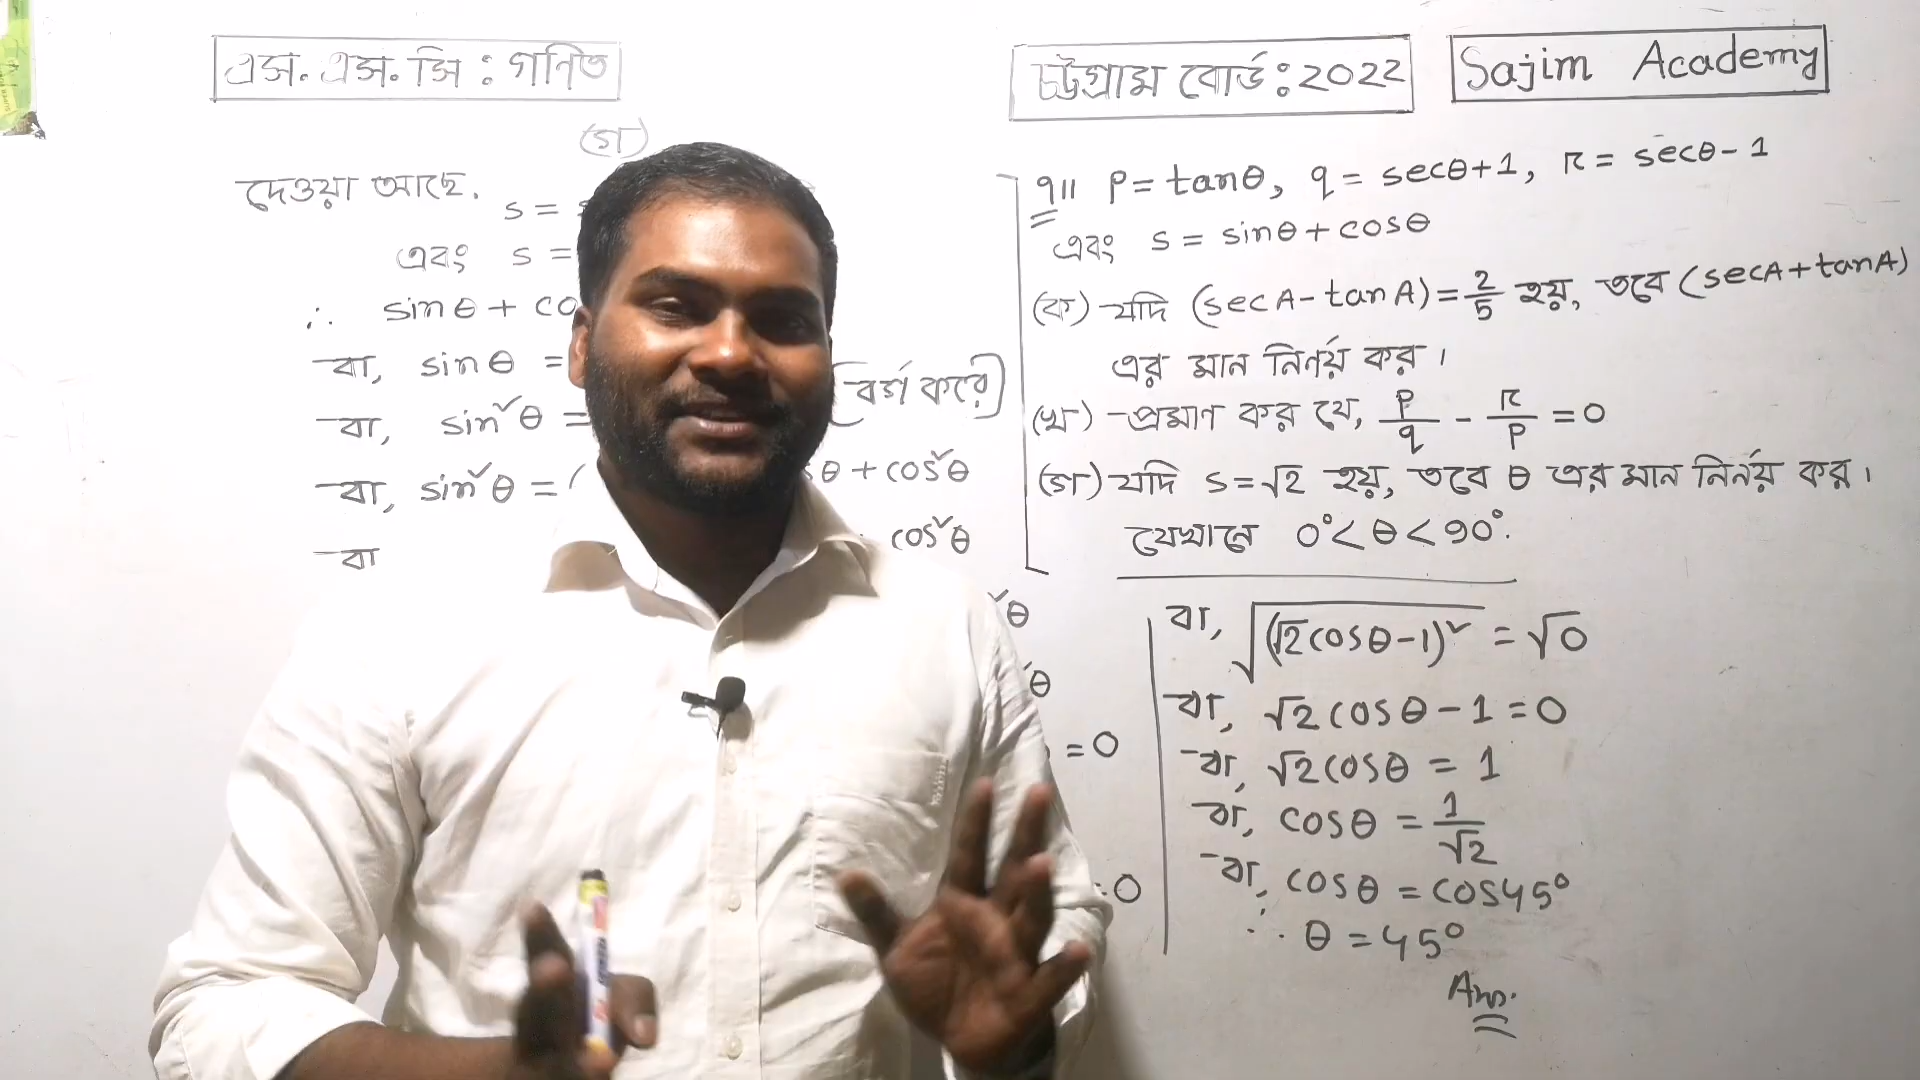 এস. এস. সি : গনিত
চট্টগ্রাম বোর্ড : ২০২২
Sajim Academy
(গ)
দেওয়া আছে.
s =
এবং s =
∴ sinθ + co
বা, sinθ =
বা, sin²θ =
[বর্গ করে]
বা, sin²θ = (
θ + cos²θ
বা
cos²θ
²θ
θ
= 0
0
৭॥ P = tanθ, q = secθ+1, r = secθ-1
এবং s = sinθ + cosθ
(ক) যদি (secA - tanA) = 2/5 হয়, তবে (secA + tanA)
এর মান নির্ণয় কর।
(খ) প্রমাণ কর যে, P/q - r/P = 0
(গ) যদি s = √2 হয়, তবে θ এর মান নির্নয় কর।
যেখানে 0° < θ < 90°.
বা, √(√2cosθ-1)² = √0
বা, √2cosθ - 1 = 0
বা, √2cosθ = 1
বা, cosθ = 1/√2
বা, cosθ = cos45°
∴ θ = 45°
Ans.